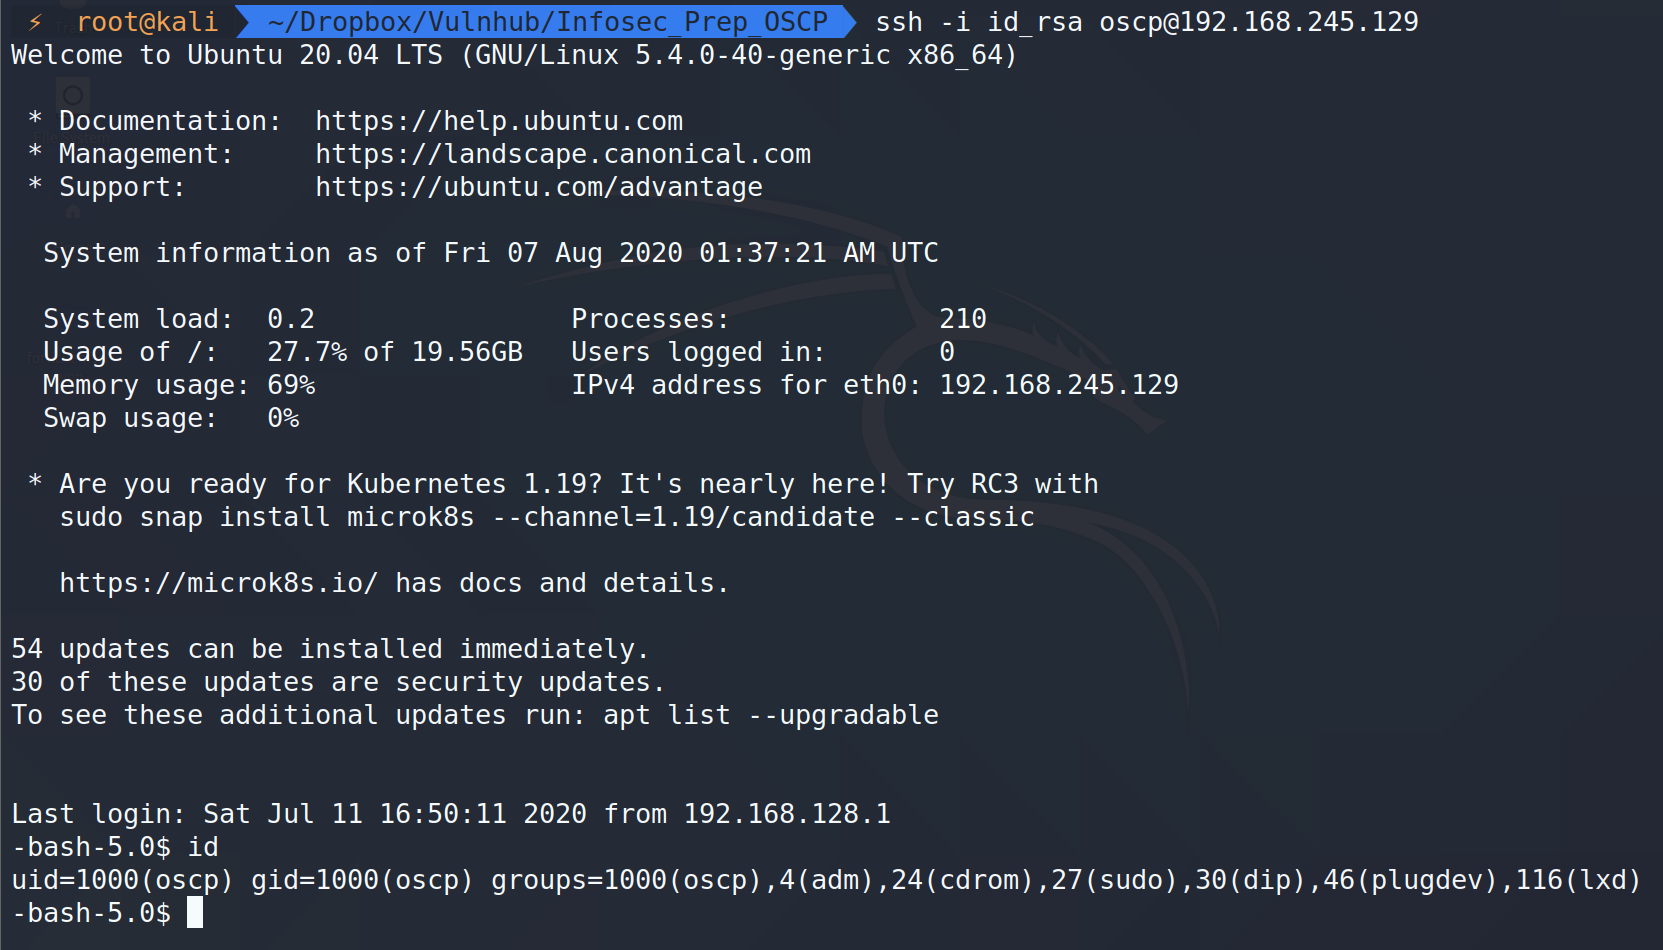 ⚡ root@kali ~/Dropbox/Vulnhub/Infosec_Prep_OSCP ssh -i id_rsa oscp@192.168.245.129
Welcome to Ubuntu 20.04 LTS (GNU/Linux 5.4.0-40-generic x86_64)
* Documentation:  https://help.ubuntu.com
* Management:     https://landscape.canonical.com
* Support:        https://ubuntu.com/advantage
System information as of Fri 07 Aug 2020 01:37:21 AM UTC
System load:  0.2                Processes:             210
Usage of /:   27.7% of 19.56GB   Users logged in:       0
Memory usage: 69%                IPv4 address for eth0: 192.168.245.129
Swap usage:   0%
* Are you ready for Kubernetes 1.19? It's nearly here! Try RC3 with
sudo snap install microk8s --channel=1.19/candidate --classic
https://microk8s.io/ has docs and details.
54 updates can be installed immediately.
30 of these updates are security updates.
To see these additional updates run: apt list --upgradable
Last login: Sat Jul 11 16:50:11 2020 from 192.168.128.1
-bash-5.0$ id
uid=1000(oscp) gid=1000(oscp) groups=1000(oscp),4(adm),24(cdrom),27(sudo),30(dip),46(plugdev),116(lxd)
-bash-5.0$